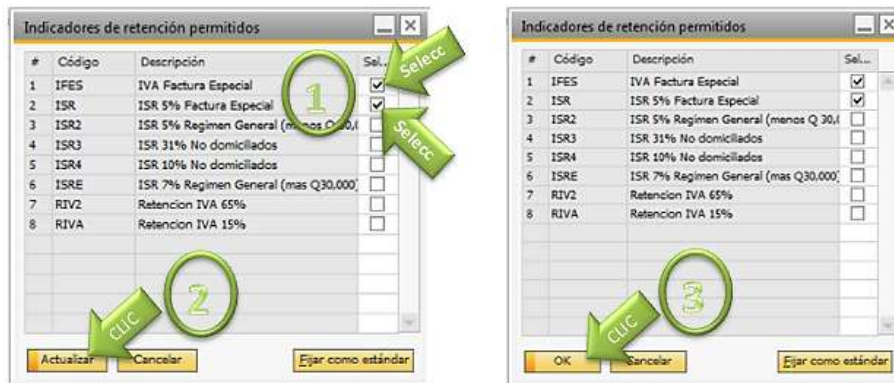 Indicadores de retención permitidos
# Código Descripción Sel...
1 IFES IVA Factura Especial
2 ISR ISR 5% Factura Especial
3 ISR2 ISR 5% Regimen General (menos Q 30,(
4 ISR3 ISR 31% No domiciliados
5 ISR4 ISR 10% No domiciliados
6 ISRE ISR 7% Regimen General (mas Q30,000)
7 RIV2 Retencion IVA 65%
8 RIVA Retencion IVA 15%
1
Selecc
Selecc
2
CLIC
Actualizar Cancelar Fijar como estándar
Indicadores de retención permitidos
# Código Descripción Sel...
1 IFES IVA Factura Especial
2 ISR ISR 5% Factura Especial
3 ISR2 ISR 5% Regimen General (menos Q 30,(
4 ISR3 ISR 31% No domiciliados
5 ISR4 ISR 10% No domiciliados
6 ISRE ISR 7% Regimen General (mas Q30,000)
7 RIV2 Retencion IVA 65%
8 RIVA Retencion IVA 15%
3
CLIC
OK Cancelar Fijar como estándar